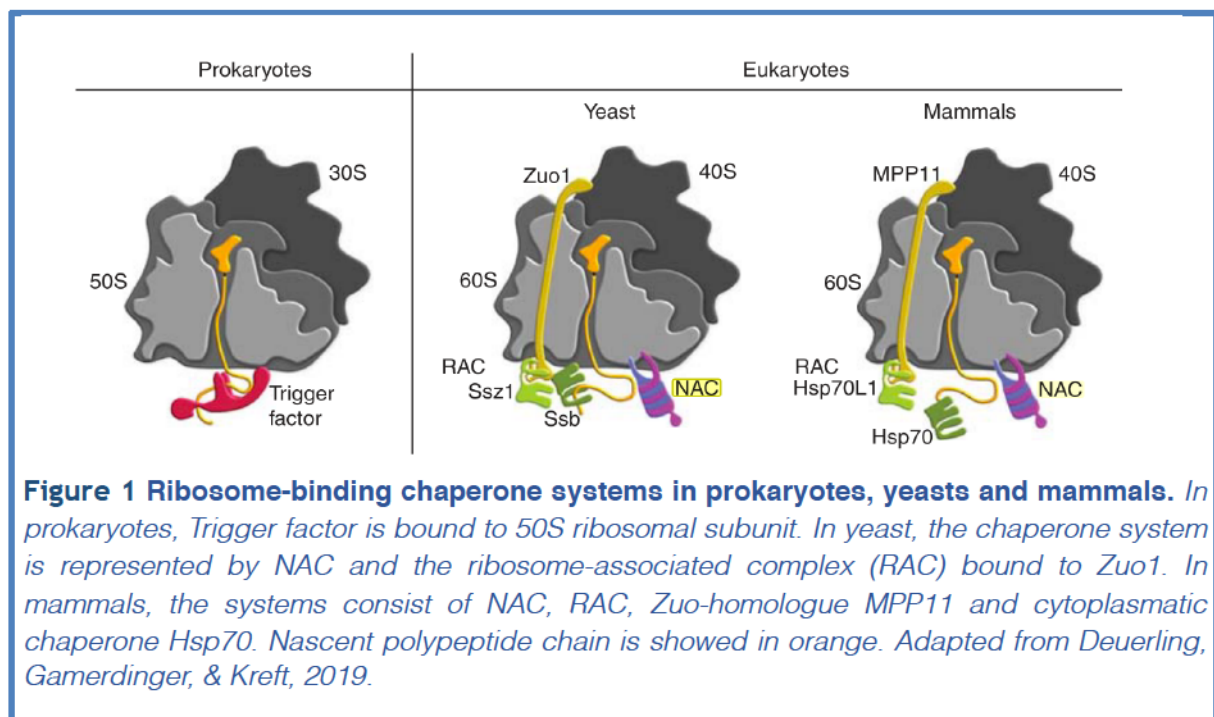 Prokaryotes
Eukaryotes
Yeast
Mammals
30S
50S
Trigger
factor
Zuo1
40S
60S
RAC
Ssz1
Ssb
NAC
MPP11
40S
60S
RAC
Hsp70L1
Hsp70
NAC
Figure 1 Ribosome-binding chaperone systems in prokaryotes, yeasts and mammals. In
prokaryotes, Trigger factor is bound to 50S ribosomal subunit. In yeast, the chaperone system
is represented by NAC and the ribosome-associated complex (RAC) bound to Zuo1. In
mammals, the systems consist of NAC, RAC, Zuo-homologue MPP11 and cytoplasmatic
chaperone Hsp70. Nascent polypeptide chain is showed in orange. Adapted from Deuerling,
Gamerdinger, & Kreft, 2019.